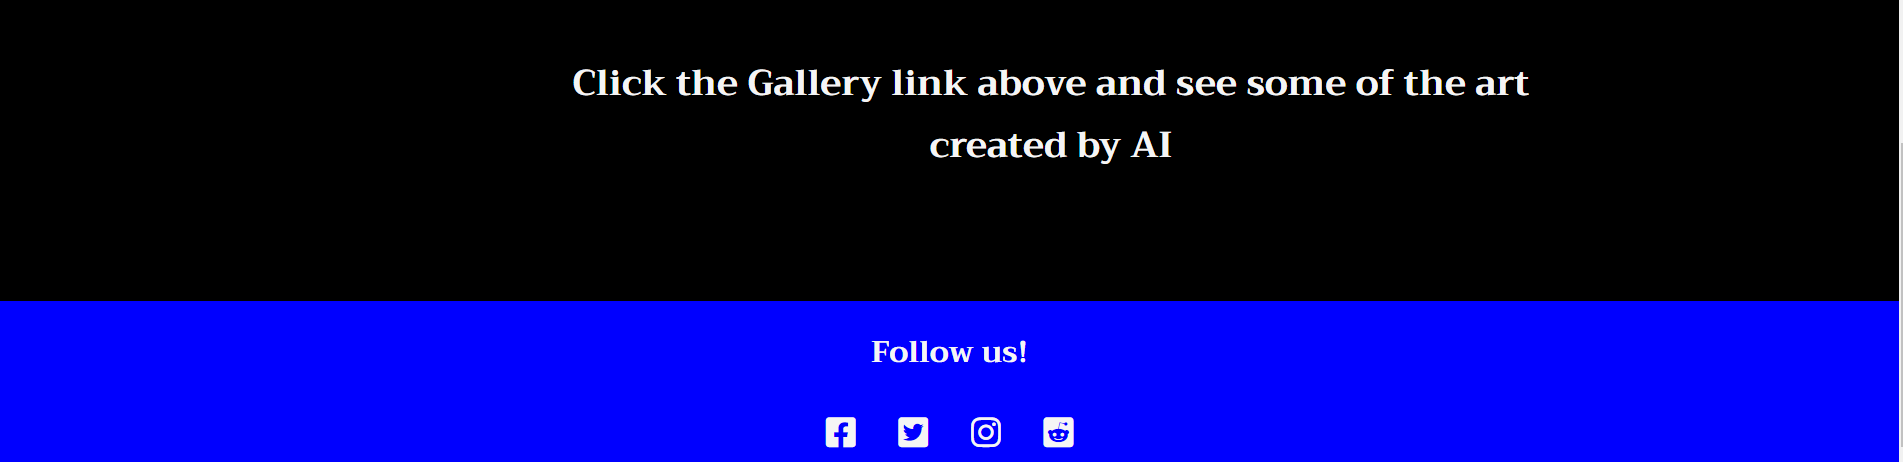 Click the Gallery link above and see some of the art
created by AI
Follow us!